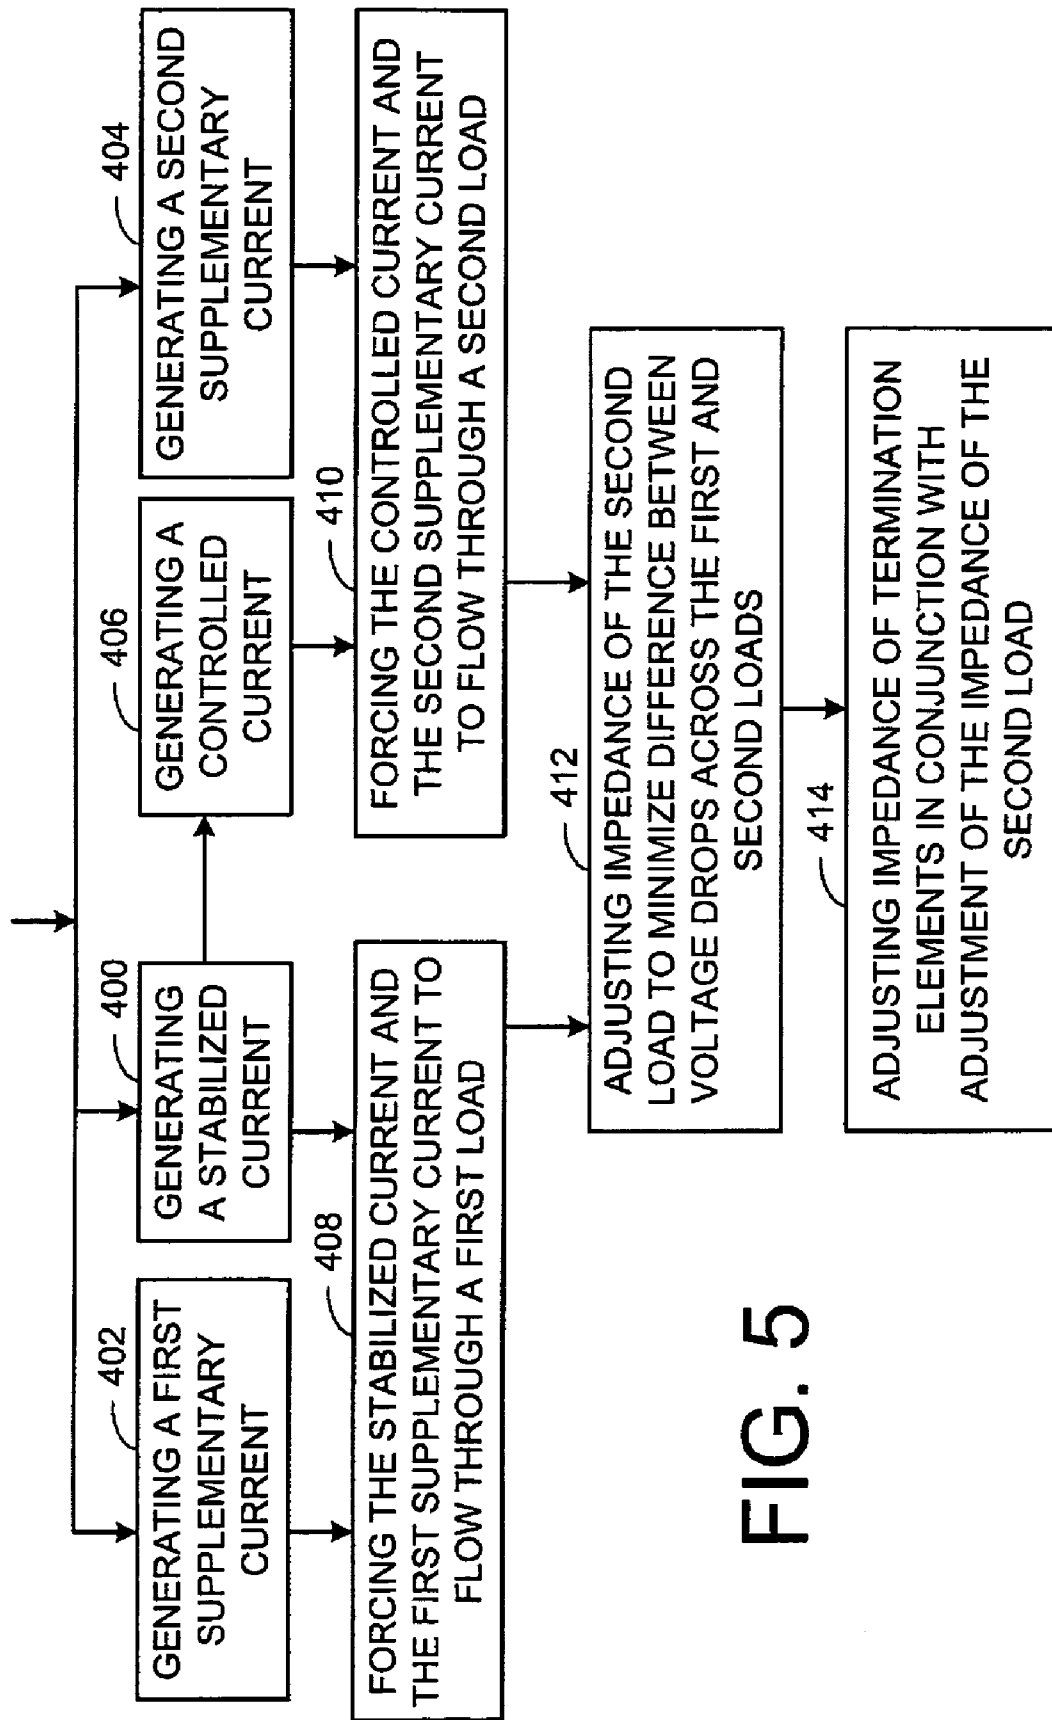 402
GENERATING A FIRST
SUPPLEMENTARY
CURRENT
400
GENERATING
A STABILIZED
CURRENT
406
GENERATING A
CONTROLLED
CURRENT
404
GENERATING A SECOND
SUPPLEMENTARY
CURRENT
408
FORCING THE STABILIZED CURRENT AND
THE FIRST SUPPLEMENTARY CURRENT TO
FLOW THROUGH A FIRST LOAD
410
FORCING THE CONTROLLED CURRENT AND
THE SECOND SUPPLEMENTARY CURRENT
TO FLOW THROUGH A SECOND LOAD
412
ADJUSTING IMPEDANCE OF THE SECOND
LOAD TO MINIMIZE DIFFERENCE BETWEEN
VOLTAGE DROPS ACROSS THE FIRST AND
SECOND LOADS
414
ADJUSTING IMPEDANCE OF TERMINATION
ELEMENTS IN CONJUNCTION WITH
ADJUSTMENT OF THE IMPEDANCE OF THE
SECOND LOAD
FIG. 5